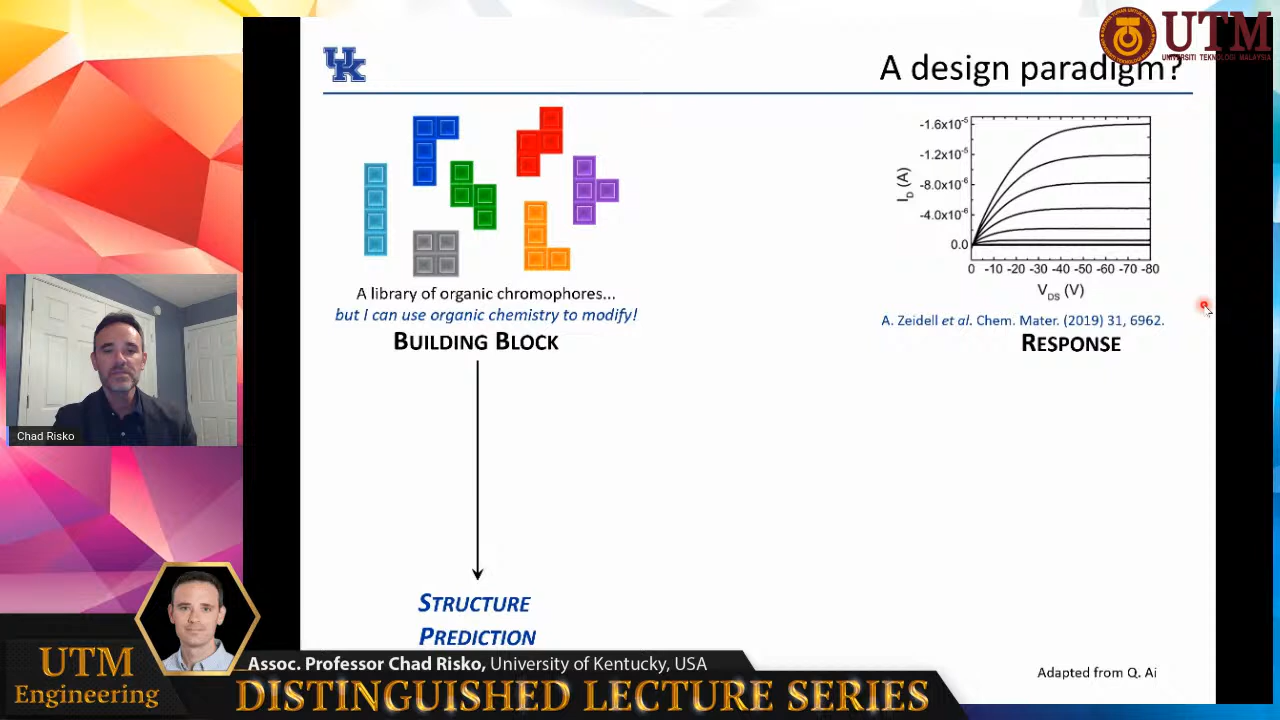 UTM
UNIVERSITI TEKNOLOGI MALAYSIA
UK
A design paradigm?
A library of organic chromophores...
but I can use organic chemistry to modify!
BUILDING BLOCK
-1.6x10-5
-1.2x10-5
-8.0x10-6
-4.0x10-6
0.0
ID (A)
0 -10 -20 -30 -40 -50 -60 -70 -80
VDS (V)
A. Zeidell et al. Chem. Mater. (2019) 31, 6962.
RESPONSE
Chad Risko
STRUCTURE
PREDICTION
Adapted from Q. Ai
UTM
Engineering
Assoc. Professor Chad Risko, University of Kentucky, USA
DISTINGUISHED LECTURE SERIES